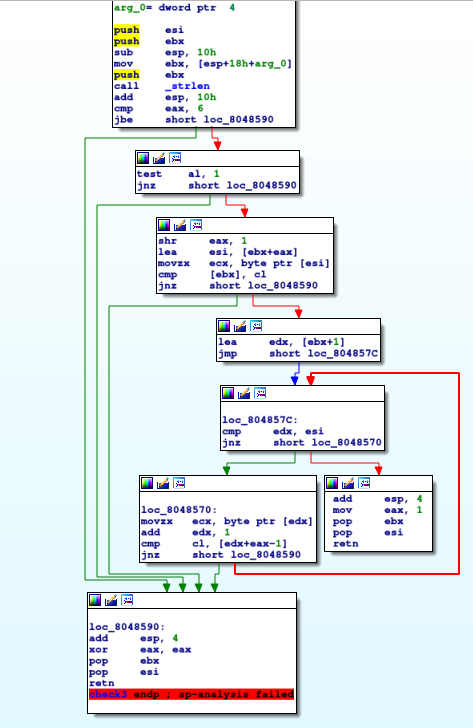 arg_0= dword ptr 4
push esi
push ebx
sub esp, 10h
mov ebx, [esp+18h+arg_0]
push ebx
call _strlen
add esp, 10h
cmp eax, 6
jbe short loc_8048590
test al, 1
jnz short loc_8048590
shr eax, 1
lea esi, [ebx+eax]
movzx ecx, byte ptr [esi]
cmp [ebx], cl
jnz short loc_8048590
lea edx, [ebx+1]
jmp short loc_804857C
loc_804857C:
cmp edx, esi
jnz short loc_8048570
loc_8048570:
movzx ecx, byte ptr [edx]
add edx, 1
cmp cl, [edx+eax-1]
jnz short loc_8048590
add esp, 4
mov eax, 1
pop ebx
pop esi
retn
loc_8048590:
add esp, 4
xor eax, eax
pop ebx
pop esi
retn
check3 endp ; sp-analysis failed